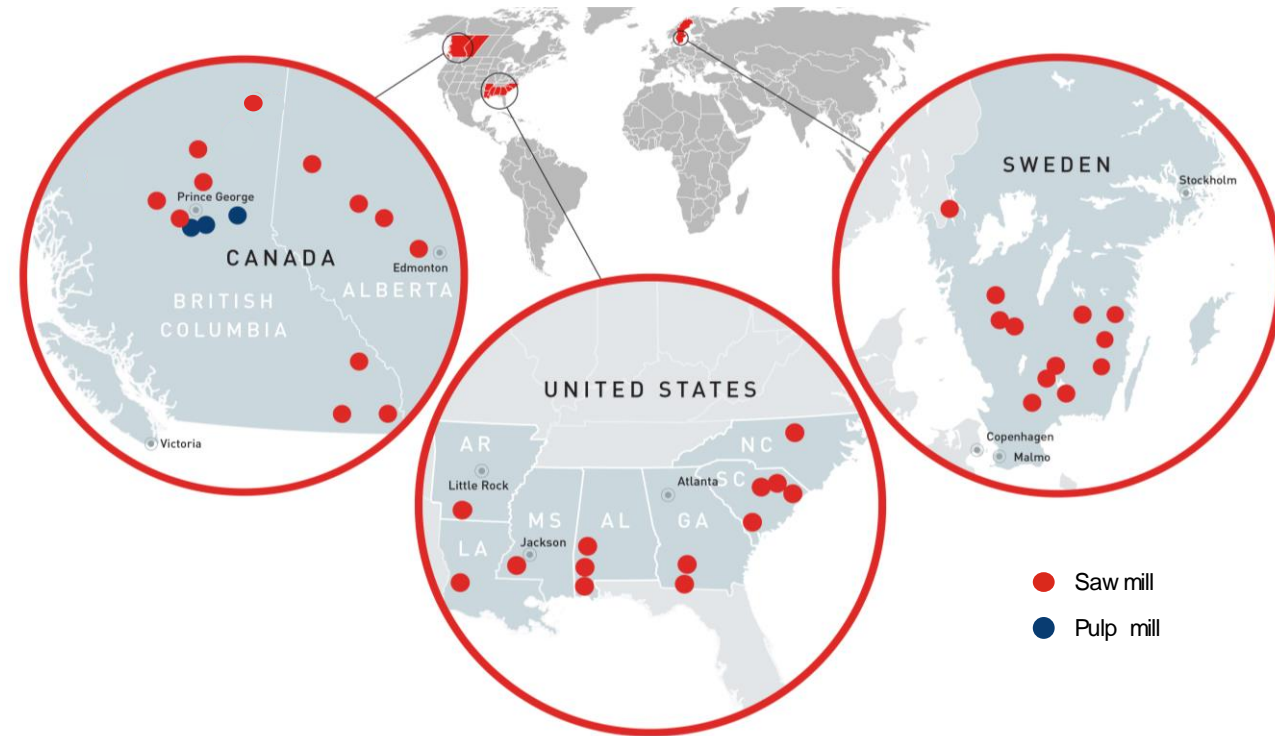 Prince George
CANADA
Edmonton
ALBERTA
BRITISH
COLUMBIA
Victoria
UNITED STATES
AR
Little Rock
NC
SC
Atlanta
MS
AL
GA
LA
Jackson
SWEDEN
Stockholm
Copenhagen
Malmo
Saw mill
Pulp mill